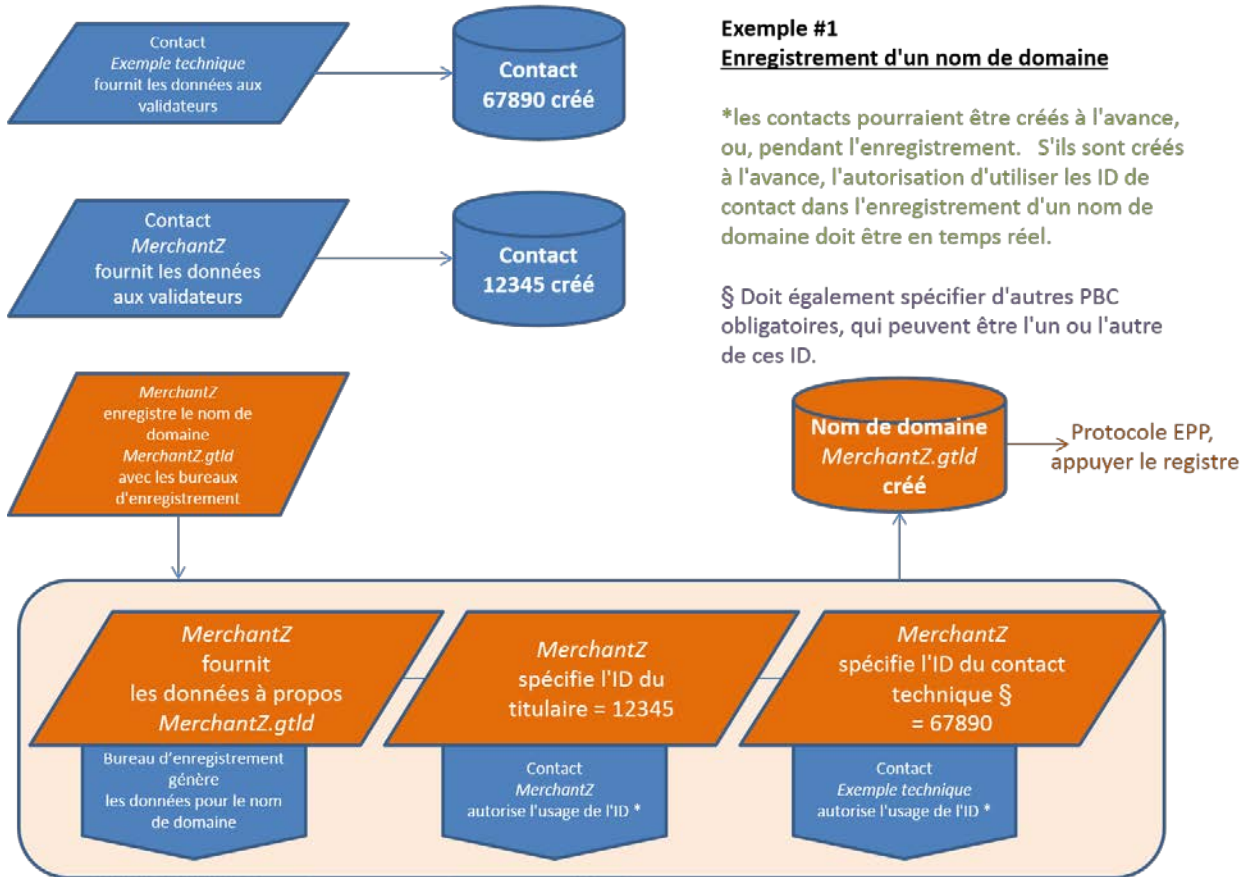 Contact
Exemple technique
fournit les données aux
validateurs
Contact
67890 créé
Exemple #1
Enregistrement d'un nom de domaine
*les contacts pourraient être créés à l'avance,
ou, pendant l'enregistrement. S'ils sont créés
à l'avance, l'autorisation d'utiliser les ID de
contact dans l'enregistrement d'un nom de
domaine doit être en temps réel.
§ Doit également spécifier d'autres PBC
obligatoires, qui peuvent être l'un ou l'autre
de ces ID.
Contact
MerchantZ
fournit les données
aux validateurs
Contact
12345 créé
MerchantZ
enregistre le nom de
domaine
MerchantZ.gtld
avec les bureaux
d'enregistrement
Nom de domaine
MerchantZ.gtld
créé
Protocole EPP,
appuyer le registre
MerchantZ
fournit
les données à propos
MerchantZ.gtld
MerchantZ
spécifie l'ID du
titulaire = 12345
MerchantZ
spécifie l'ID du contact
technique §
= 67890
Bureau d'enregistrement
génère
les données pour le nom
de domaine
Contact
MerchantZ
autorise l'usage de l'ID *
Contact
Exemple technique
autorise l'usage de l'ID *